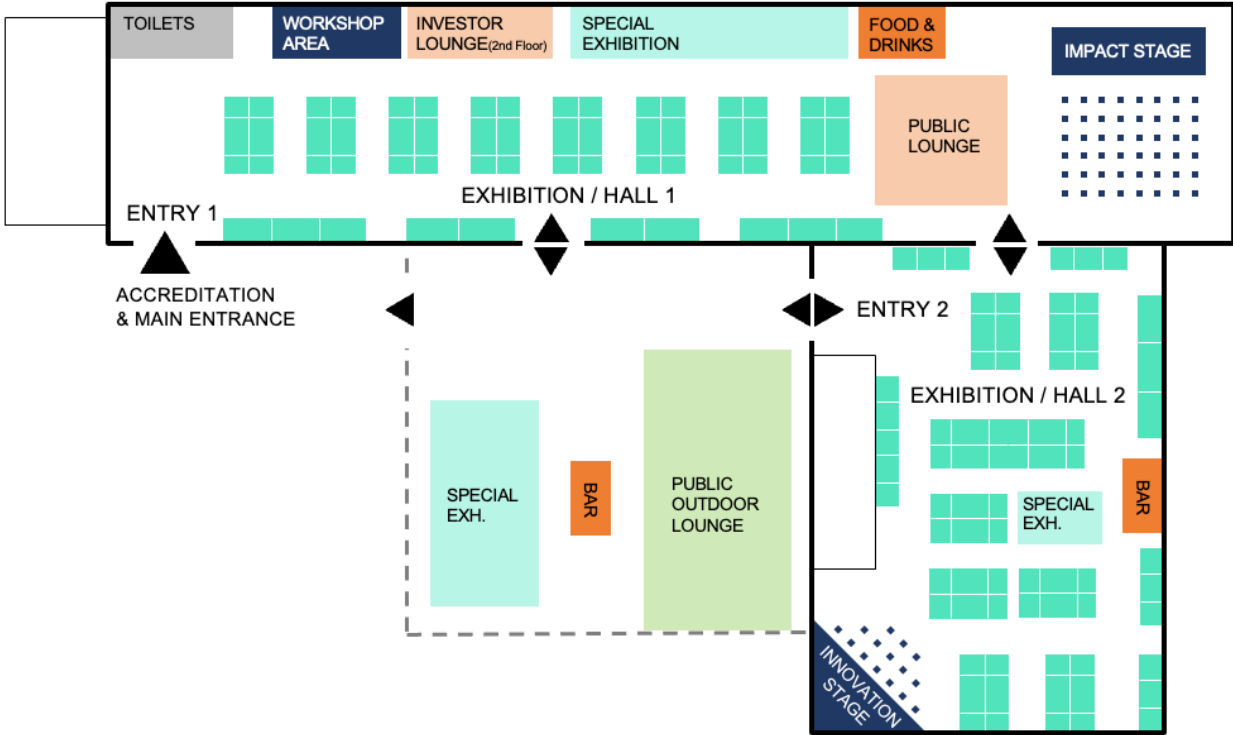 TOILETS
WORKSHOP
AREA
INVESTOR
LOUNGE(2nd Floor)
SPECIAL
EXHIBITION
FOOD &
DRINKS
IMPACT STAGE
PUBLIC
LOUNGE
EXHIBITION / HALL 1
ENTRY 1
ACCREDITATION
& MAIN ENTRANCE
ENTRY 2
EXHIBITION / HALL 2
SPECIAL
EXH.
BAR
PUBLIC
OUTDOOR
LOUNGE
SPECIAL
EXH.
BAR
INNOVATION
STAGE